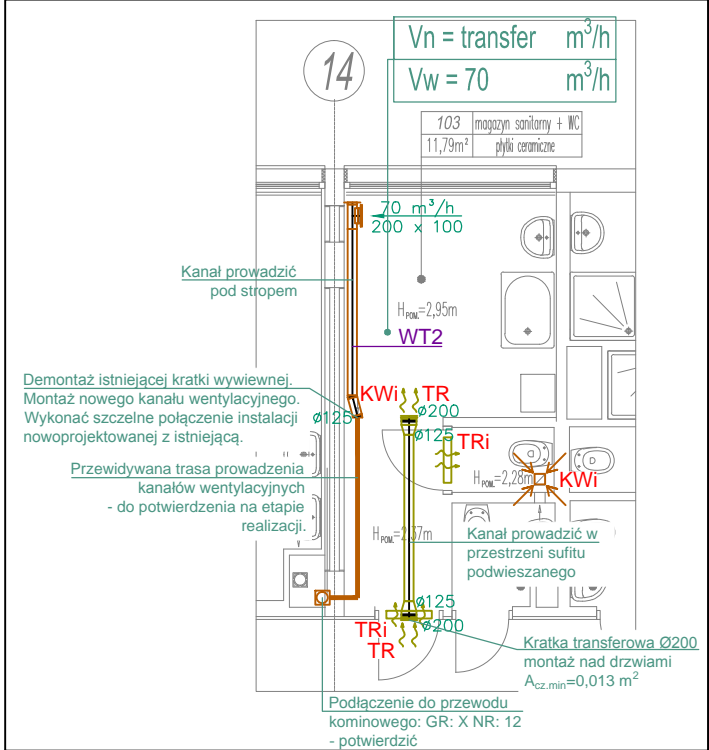 Vn = transfer m³/h
Vw = 70 m³/h
14
103 magazyn sanitarny + WC
11,79m² płytki ceramiczne
70 m³/h
200 x 100
Kanał prowadzić
pod stropem
H POM.=2,95m
WT2
Demontaż istniejącej kratki wywiewnej.
Montaż nowego kanału wentylacyjnego.
Wykonać szczelne połączenie instalacji
nowoprojektowanej z istniejącą.
ø125
KWi
TR
ø200
ø125
TRi
Przewidywana trasa prowadzenia
kanałów wentylacyjnych
- do potwierdzenia na etapie
realizacji.
H POM.=2,28m
KWi
H POM.=2,37m
Kanał prowadzić w
przestrzeni sufitu
podwieszanego
ø125
ø200
TRi
TR
Kratka transferowa Ø200
montaż nad drzwiami
Acz.min=0,013 m²
Podłączenie do przewodu
kominowego: GR: X NR: 12
- potwierdzić